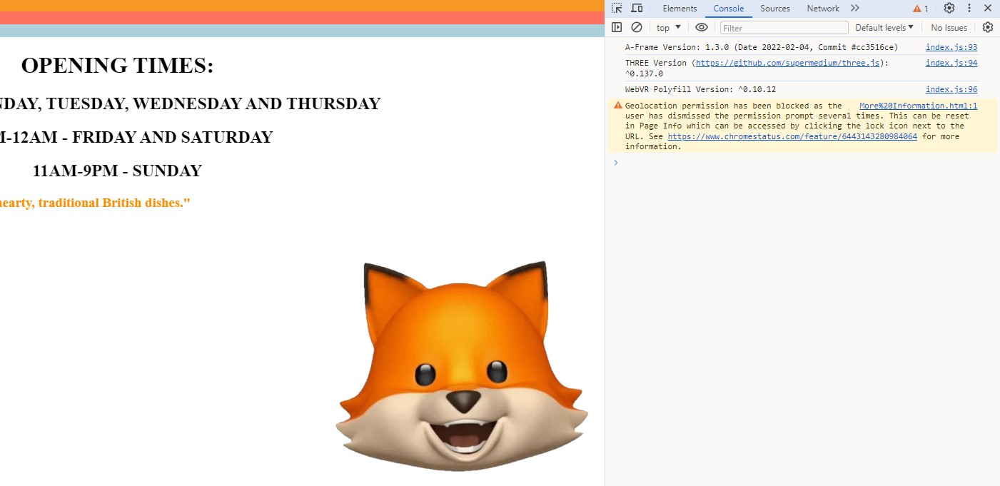 OPENING TIMES:
TUESDAY, WEDNESDAY AND THURSDAY
- FRIDAY AND SATURDAY
11AM-9PM - SUNDAY
traditional British dishes."
Elements Console Sources Network 1
top Filter Default levels No Issues
A-Frame Version: 1.3.0 (Date 2022-02-04, Commit #cc3516ce) index.js:93
THREE Version (https://github.com/supermedium/three.js): index.js:94
^0.137.0
WebVR Polyfill Version: ^0.10.12 index.js:96
Geolocation permission has been blocked as the More%20Information.html:1
user has dismissed the permission prompt several times. This can be reset
in Page Info which can be accessed by clicking the lock icon next to the
URL. See https://www.chromestatus.com/feature/6443143280984064 for more
information.